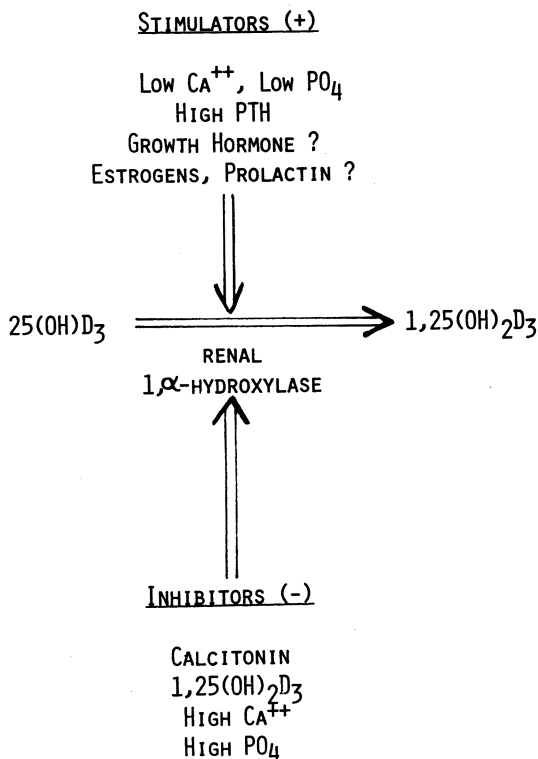 STIMULATORS (+)
LOW CA++, LOW PO4
HIGH PTH
GROWTH HORMONE ?
ESTROGENS, PROLACTIN ?
25(OH)D3
1,25(OH)2D3
RENAL
1,α-HYDROXYLASE
INHIBITORS (-)
CALCITONIN
1,25(OH)2D3
HIGH CA++
HIGH PO4